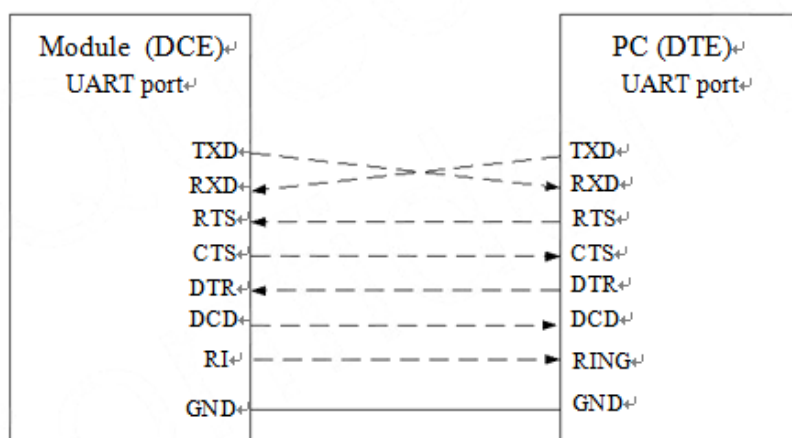 Module (DCE)↵
UART port↵
TXD↵
RXD↵
RTS↵
CTS↵
DTR↵
DCD↵
RI↵
GND↵
PC (DTE)↵
UART port↵
TXD↵
RXD↵
RTS↵
CTS↵
DTR↵
DCD↵
RING↵
GND↵